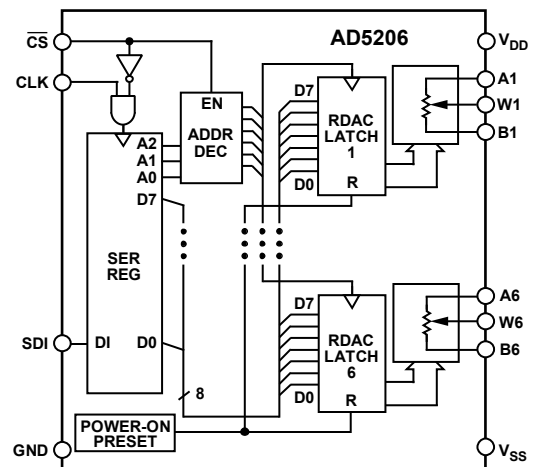 AD5206
CS
CLK
SDI
GND
VDD
A1
W1
B1
A6
W6
B6
VSS
EN
ADDR
DEC
A2
A1
A0
D7
SER
REG
DI
D0
8
POWER-ON
PRESET
D7
RDAC
LATCH
1
D0
R
D7
RDAC
LATCH
6
D0
R